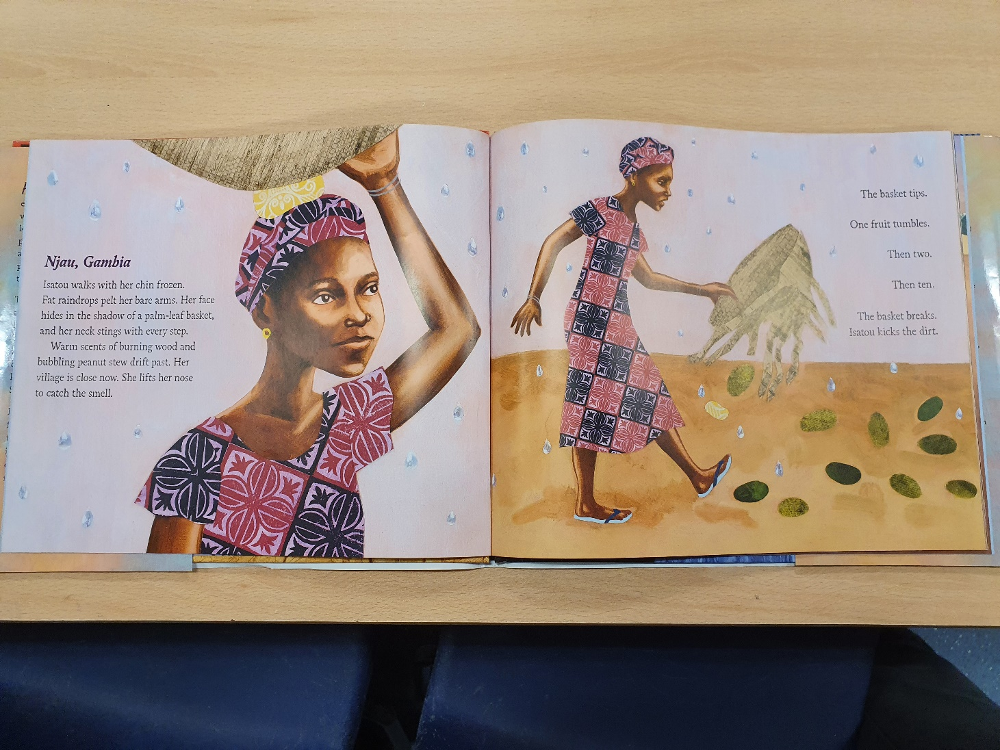 Njau, Gambia
Isatou walks with her chin frozen.
Fat raindrops pelt her bare arms. Her face
hides in the shadow of a palm-leaf basket,
and her neck stings with every step.
Warm scents of burning wood and
bubbling peanut stew drift past. Her
village is close now. She lifts her nose
to catch the smell.
The basket tips.
One fruit tumbles.
Then two.
Then ten.
The basket breaks.
Isatou kicks the dirt.